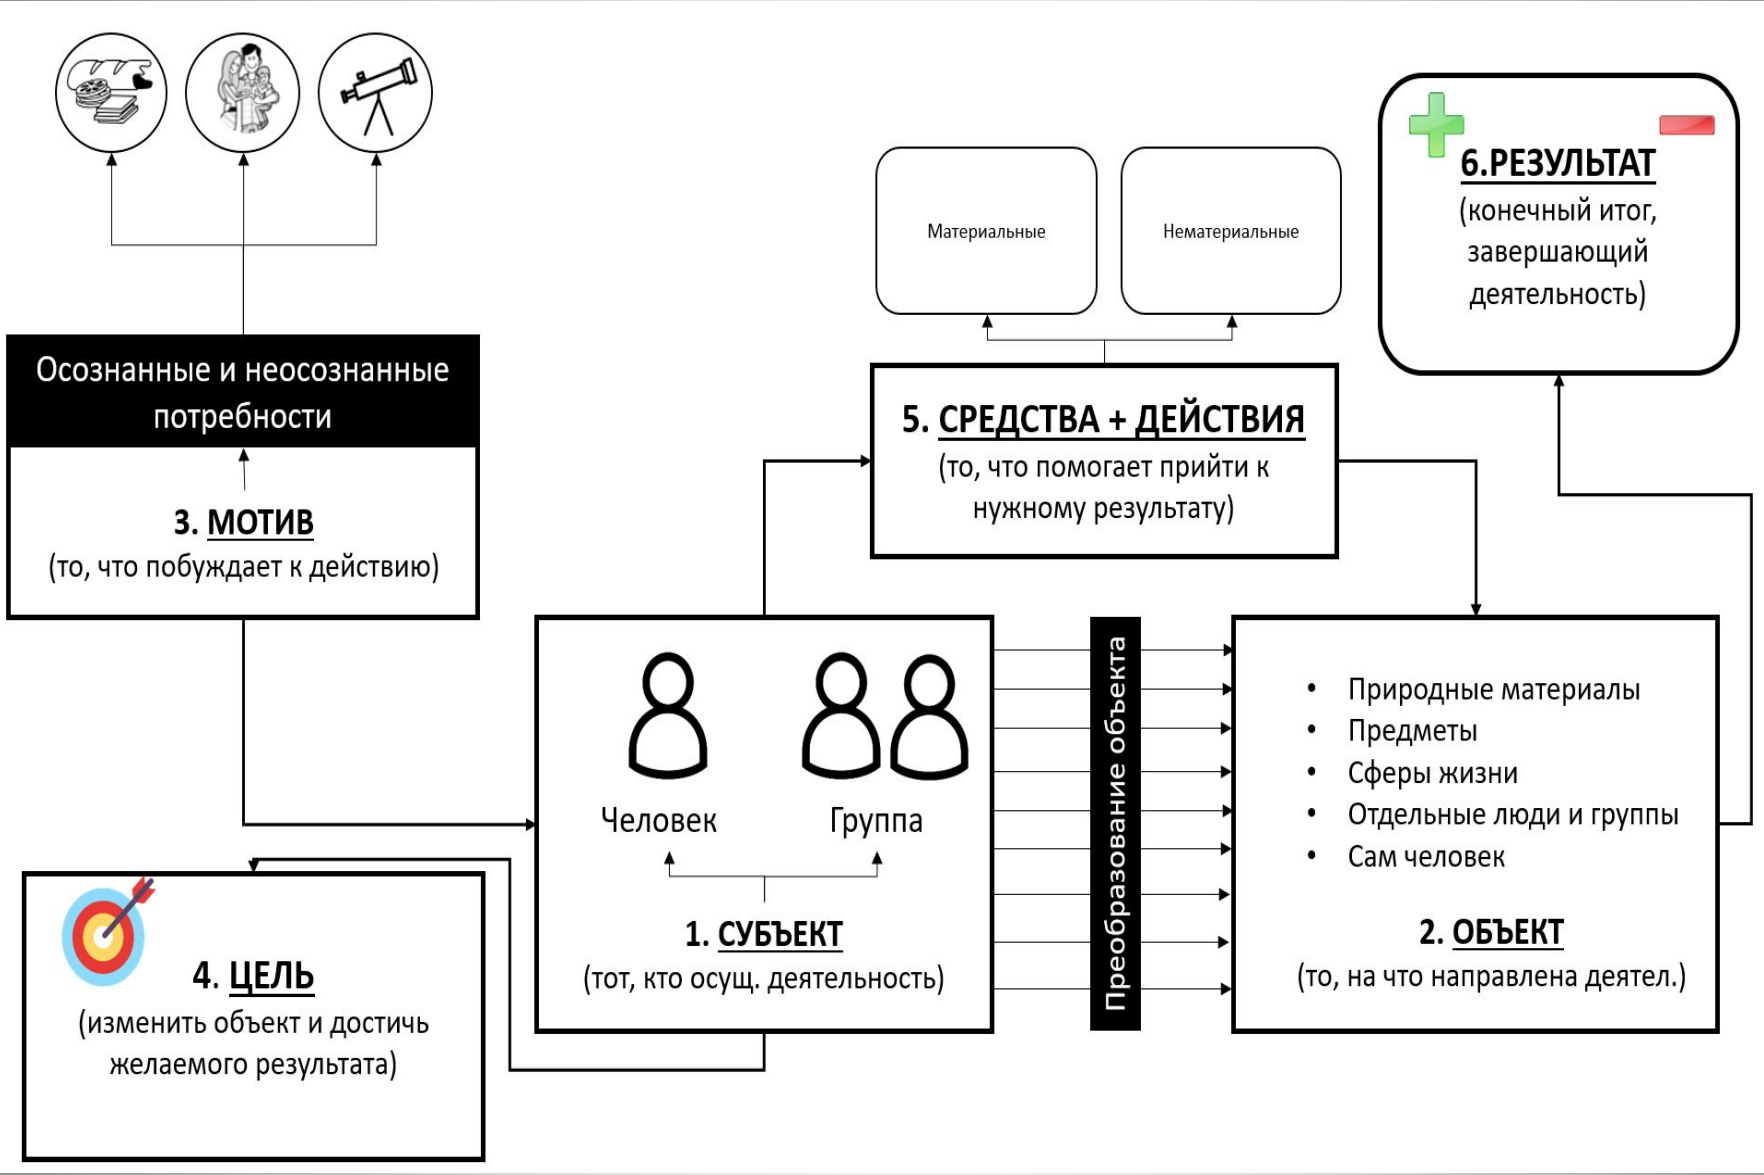 Осознанные и неосознанные
потребности
3. МОТИВ
(то, что побуждает к действию)
Материальные
Нематериальные
5. СРЕДСТВА + ДЕЙСТВИЯ
(то, что помогает прийти к
нужному результату)
6.РЕЗУЛЬТАТ
(конечный итог,
завершающий
деятельность)
4. ЦЕЛЬ
(изменить объект и достичь
желаемого результата)
Человек
Группа
1. СУБЪЕКТ
(тот, кто осущ. деятельность)
Преобразование объекта
• Природные материалы
• Предметы
• Сферы жизни
• Отдельные люди и группы
• Сам человек
2. ОБЪЕКТ
(то, на что направлена деятел.)